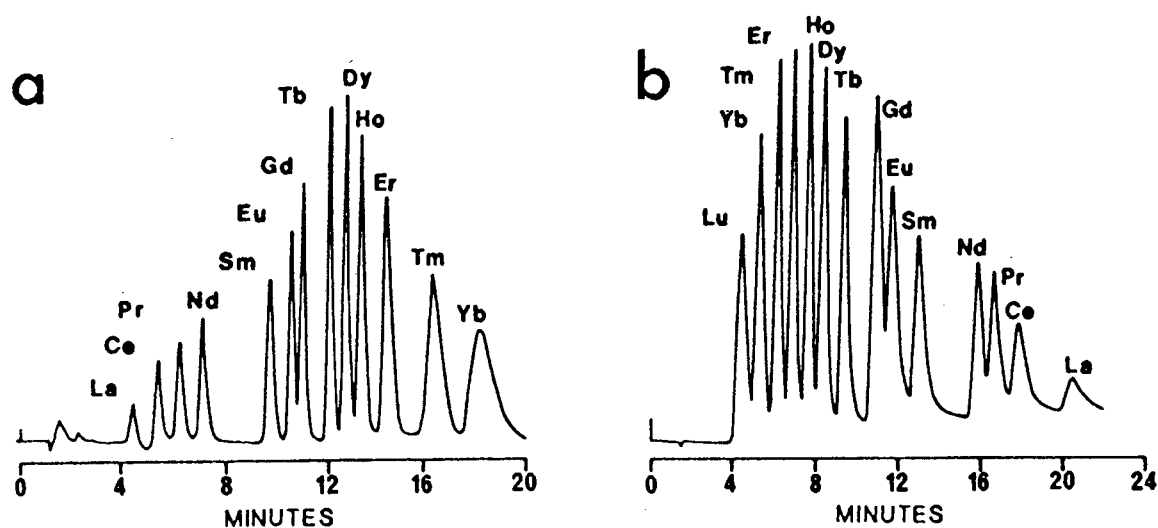 a
La
Ce
Pr
Nd
Sm
Eu
Gd
Tb
Dy
Ho
Er
Tm
Yb
0 4 8 12 16 20
MINUTES
b
Lu
Yb
Tm
Er
Ho
Dy
Tb
Gd
Eu
Sm
Nd
Pr
Ce
La
0 4 8 12 16 20 24
MINUTES